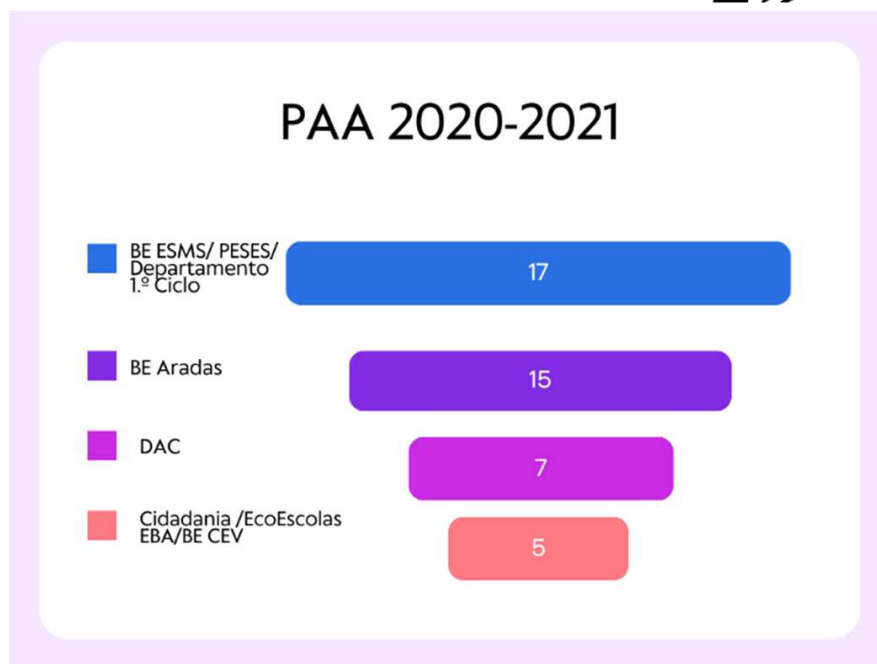 PAA 2020-2021
BE ESMS/ PESES/
Departamento
1.º Ciclo
17
BE Aradas
15
DAC
7
Cidadania /EcoEscolas
EBA/BE CEV
5